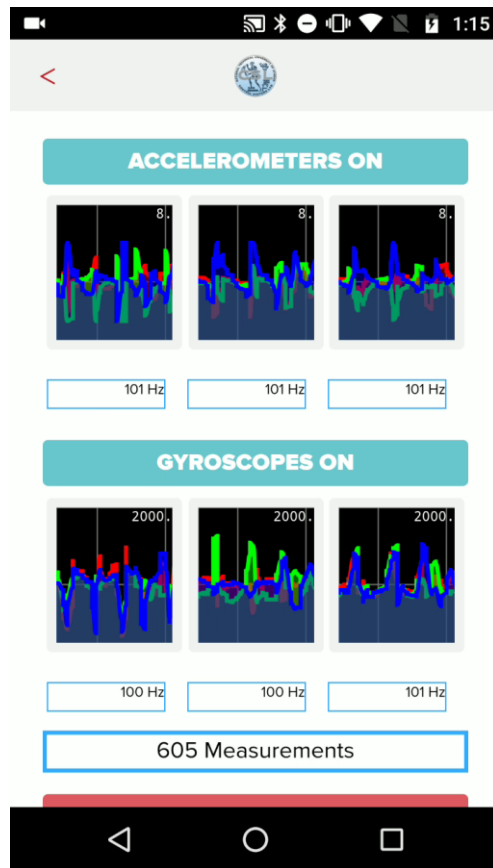 1:15
<
ACCELEROMETERS ON
8. 8. 8.
101 Hz 101 Hz 101 Hz
GYROSCOPES ON
2000. 2000. 2000.
100 Hz 100 Hz 101 Hz
605 Measurements